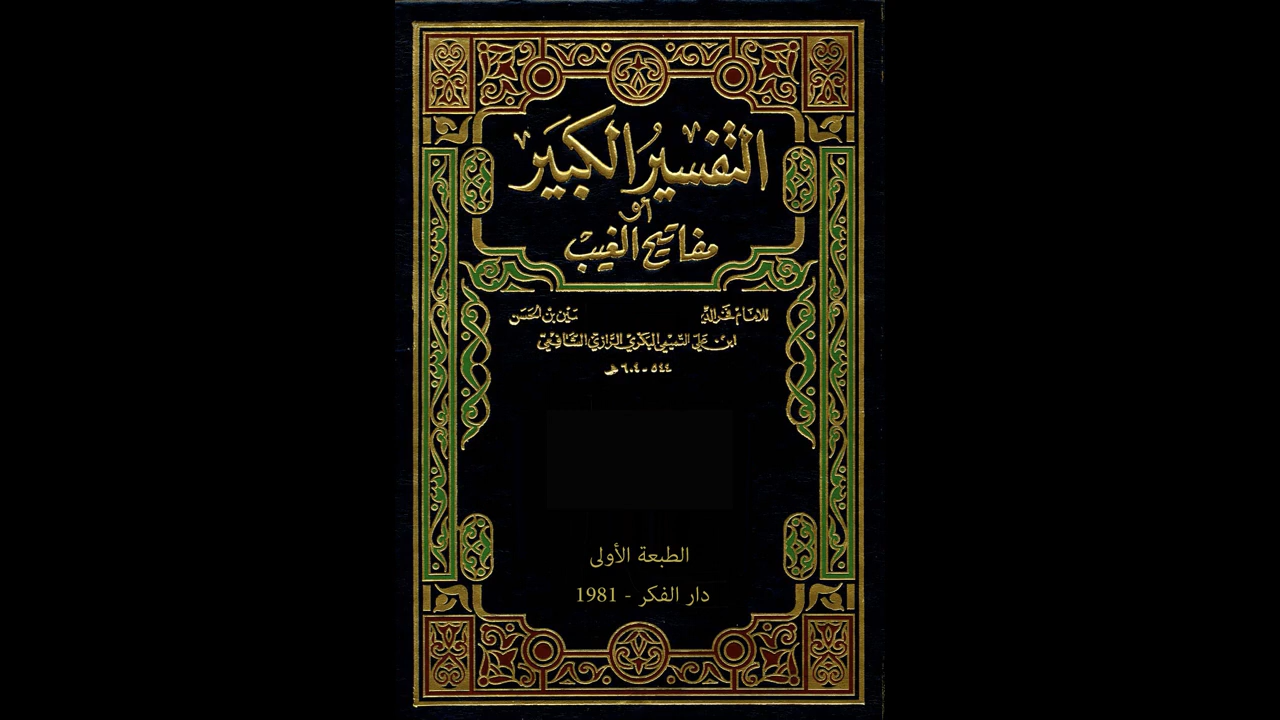 التفسير الكبير
أو
مفاتيح الغيب
للإمام فخر الدين بن الحسن
ابن علي التميمي البكري الرازي الشافعي
٥٤٤ - ٦٠٤ هـ
الطبعة الأولى
دار الفكر - 1981